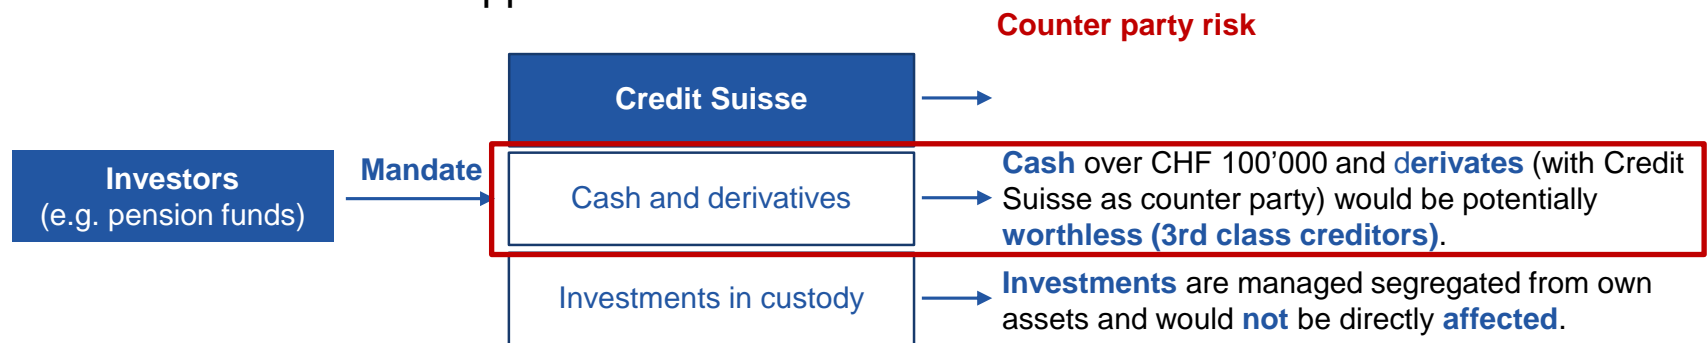 Counter party risk
Credit Suisse
Investors
(e.g. pension funds)
Mandate
Cash and derivatives
Cash over CHF 100’000 and derivates (with Credit
Suisse as counter party) would be potentially
worthless (3rd class creditors).
Investments in custody
Investments are managed segregated from own
assets and would not be directly affected.